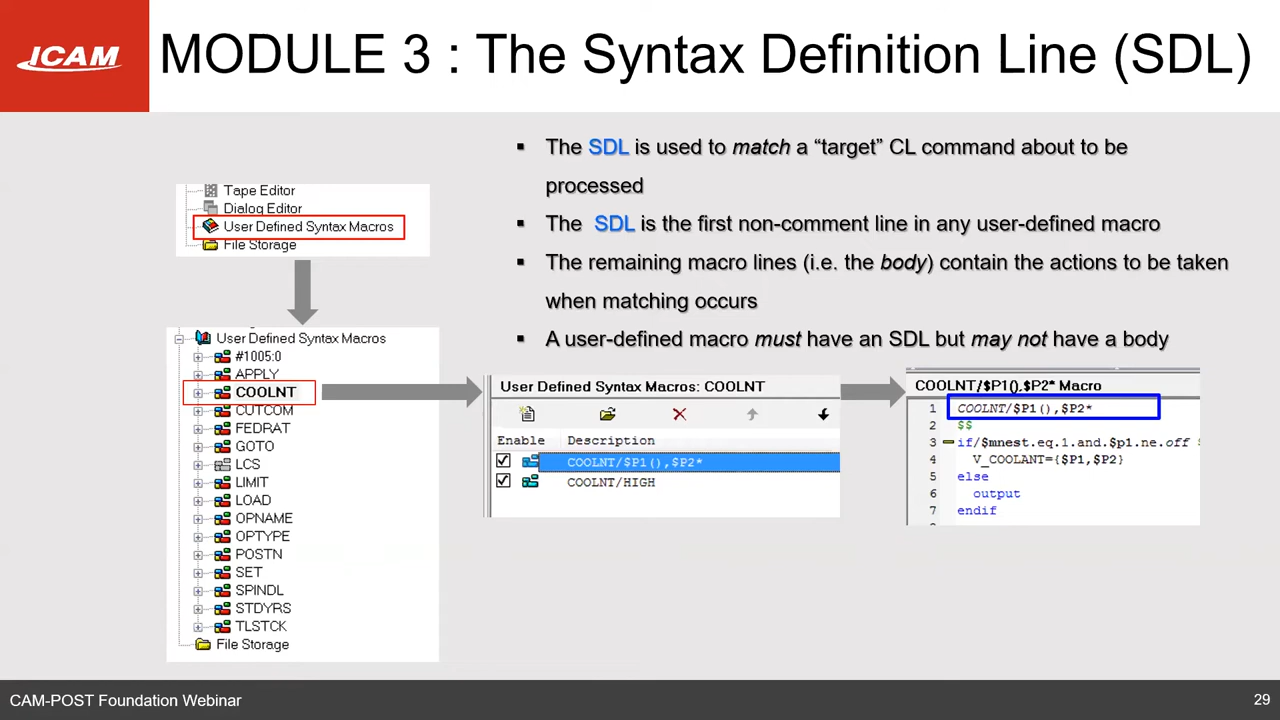 ICAM
MODULE 3 : The Syntax Definition Line (SDL)
▪ The SDL is used to match a “target” CL command about to be
processed
▪ The SDL is the first non-comment line in any user-defined macro
▪ The remaining macro lines (i.e. the body) contain the actions to be taken
when matching occurs
▪ A user-defined macro must have an SDL but may not have a body
Tape Editor
Dialog Editor
User Defined Syntax Macros
File Storage
User Defined Syntax Macros
#1005:0
APPLY
COOLNT
CUTCOM
FEDRAT
GOTO
LCS
LIMIT
LOAD
OPNAME
OPTYPE
POSTN
SET
SPINDL
STDYRS
TLSTCK
File Storage
User Defined Syntax Macros: COOLNT
Enable Description
COOLNT/$P1(),$P2*
COOLNT/HIGH
COOLNT/$P1(),$P2* Macro
1 COOLNT/$P1(),$P2*
2 $$
3 if/$mnest.eq.1.and.$p1.ne.off
4 V_COOLANT={$P1,$P2}
5 else
6 output
7 endif
CAM-POST Foundation Webinar
29